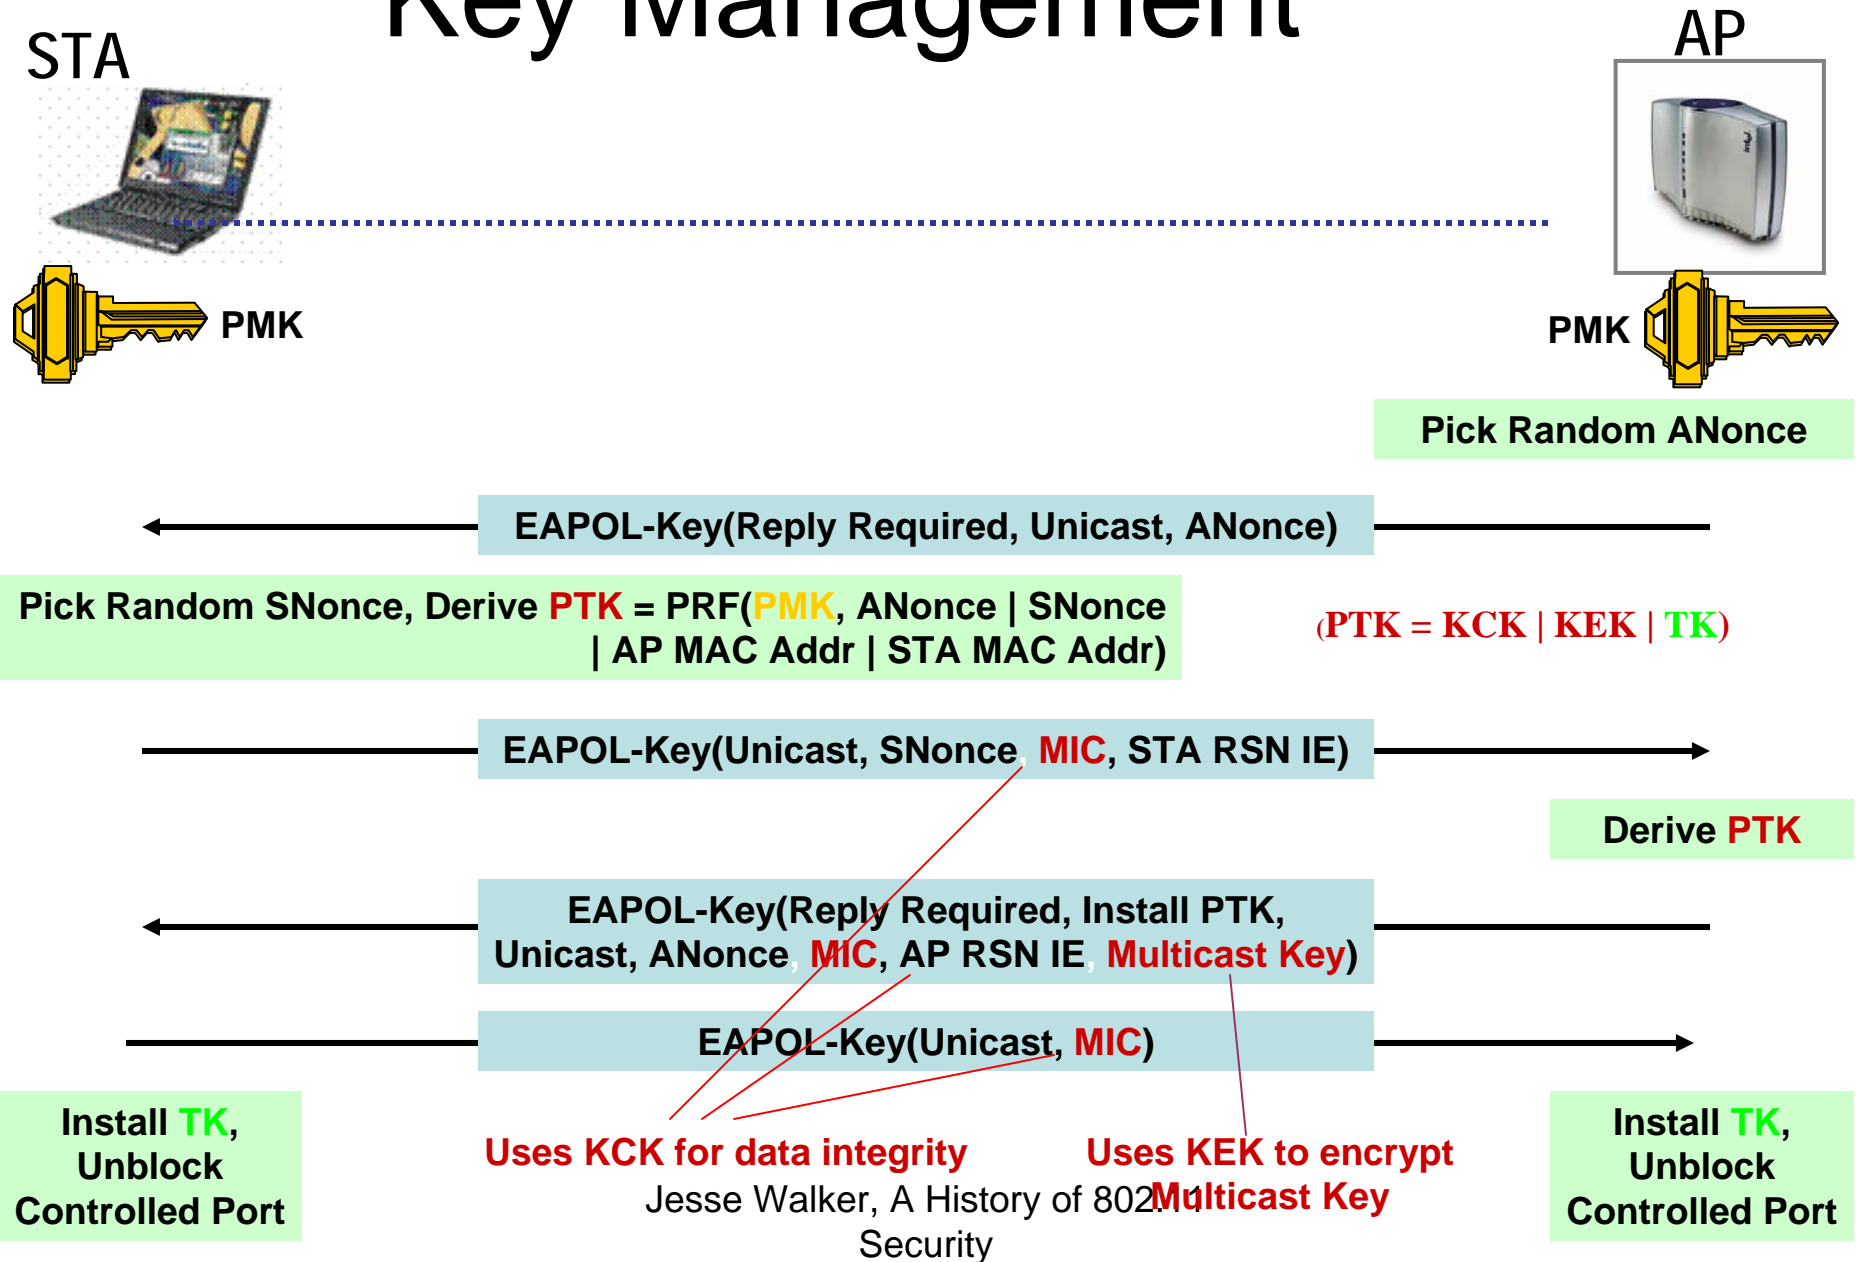 Key Management
STA
AP
intel
PMK
PMK
Pick Random ANonce
EAPOL-Key(Reply Required, Unicast, ANonce)
Pick Random SNonce, Derive PTK = PRF(PMK, ANonce | SNonce
| AP MAC Addr | STA MAC Addr)
(PTK = KCK | KEK | TK)
EAPOL-Key(Unicast, SNonce, MIC, STA RSN IE)
Derive PTK
EAPOL-Key(Reply Required, Install PTK,
Unicast, ANonce, MIC, AP RSN IE, Multicast Key)
EAPOL-Key(Unicast, MIC)
Install TK,
Unblock
Controlled Port
Uses KCK for data integrity
Uses KEK to encrypt
Multicast Key
Install TK,
Unblock
Controlled Port
Jesse Walker, A History of 802.11
Security